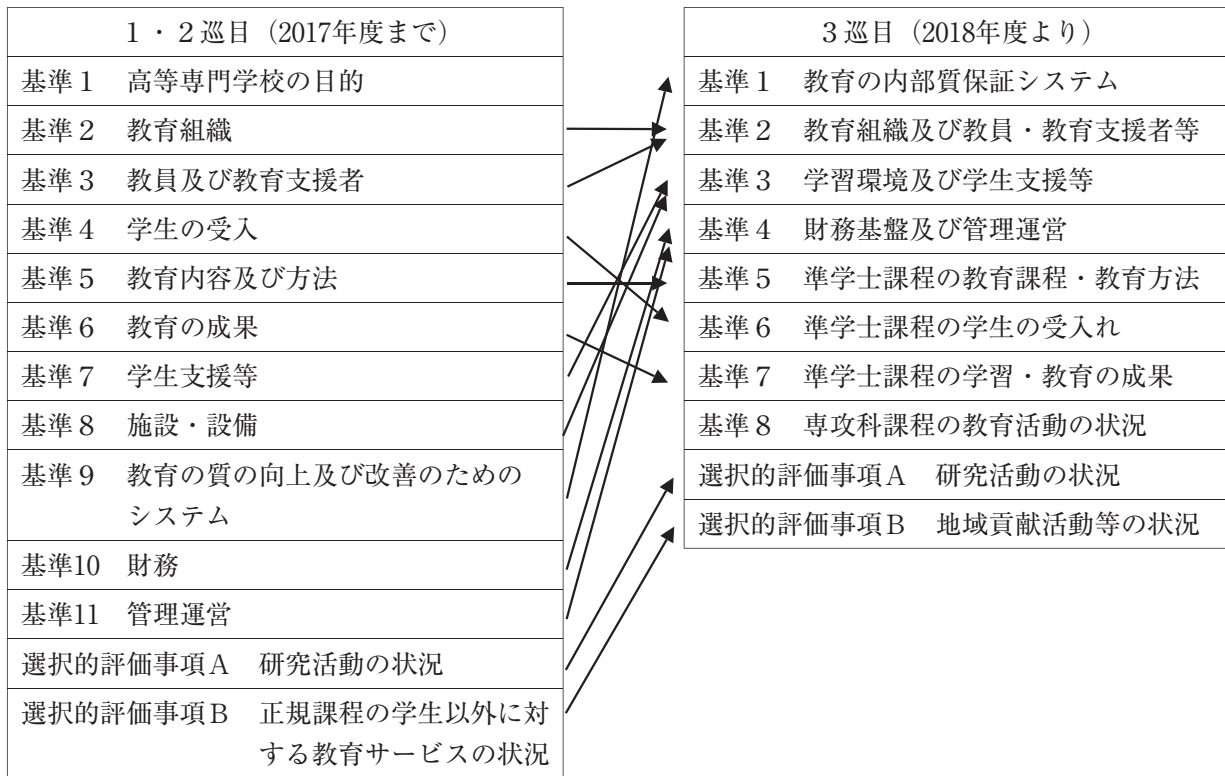 １・２巡目（2017年度まで）
基準１　高等専門学校の目的
基準２　教育組織
基準３　教員及び教育支援者
基準４　学生の受入
基準５　教育内容及び方法
基準６　教育の成果
基準７　学生支援等
基準８　施設・設備
基準９　教育の質の向上及び改善のための
システム
基準10　財務
基準11　管理運営
選択的評価事項Ａ　研究活動の状況
選択的評価事項Ｂ　正規課程の学生以外に対
する教育サービスの状況
３巡目（2018年度より）
基準１　教育の内部質保証システム
基準２　教育組織及び教員・教育支援者等
基準３　学習環境及び学生支援等
基準４　財務基盤及び管理運営
基準５　準学士課程の教育課程・教育方法
基準６　準学士課程の学生の受入れ
基準７　準学士課程の学習・教育の成果
基準８　専攻科課程の教育活動の状況
選択的評価事項Ａ　研究活動の状況
選択的評価事項Ｂ　地域貢献活動等の状況